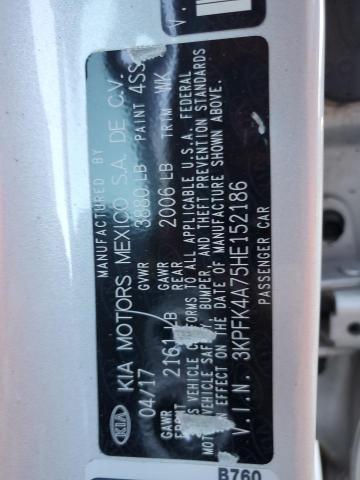 MANUFACTURED BY
KIA KIA MOTORS MEXICO S.A. DE C.V.
04/17 GVWR 3880 LB PAINT 4SS
GAWR FRONT 2161 LB GAWR REAR 2006 LB TRIM WK
THIS VEHICLE CONFORMS TO ALL APPLICABLE U.S.A. FEDERAL
MOTOR VEHICLE SAFETY, BUMPER, AND THEFT PREVENTION STANDARDS
IN EFFECT ON THE DATE OF MANUFACTURE SHOWN ABOVE.
V.I.N. 3KPFK4A75HE152186
PASSENGER CAR
B760
V.